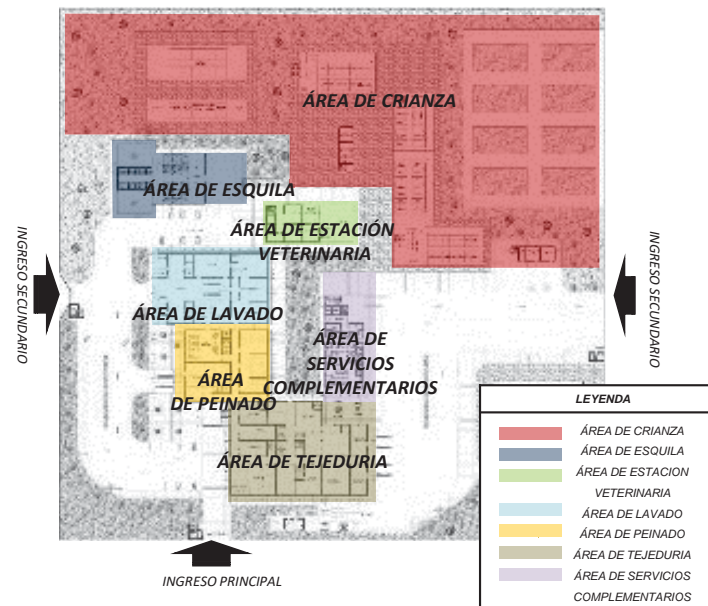 ÁREA DE CRIANZA
ÁREA DE ESQUILA
ÁREA DE ESTACIÓN
VETERINARIA
INGRESO SECUNDARIO
INGRESO SECUNDARIO
ÁREA DE LAVADO
ÁREA DE
SERVICIOS
COMPLEMENTARIOS
ÁREA
DE PEINADO
ÁREA DE TEJEDURIA
INGRESO PRINCIPAL
LEYENDA
ÁREA DE CRIANZA
ÁREA DE ESQUILA
ÁREA DE ESTACION
VETERINARIA
ÁREA DE LAVADO
ÁREA DE PEINADO
ÁREA DE TEJEDURIA
ÁREA DE SERVICIOS
COMPLEMENTARIOS